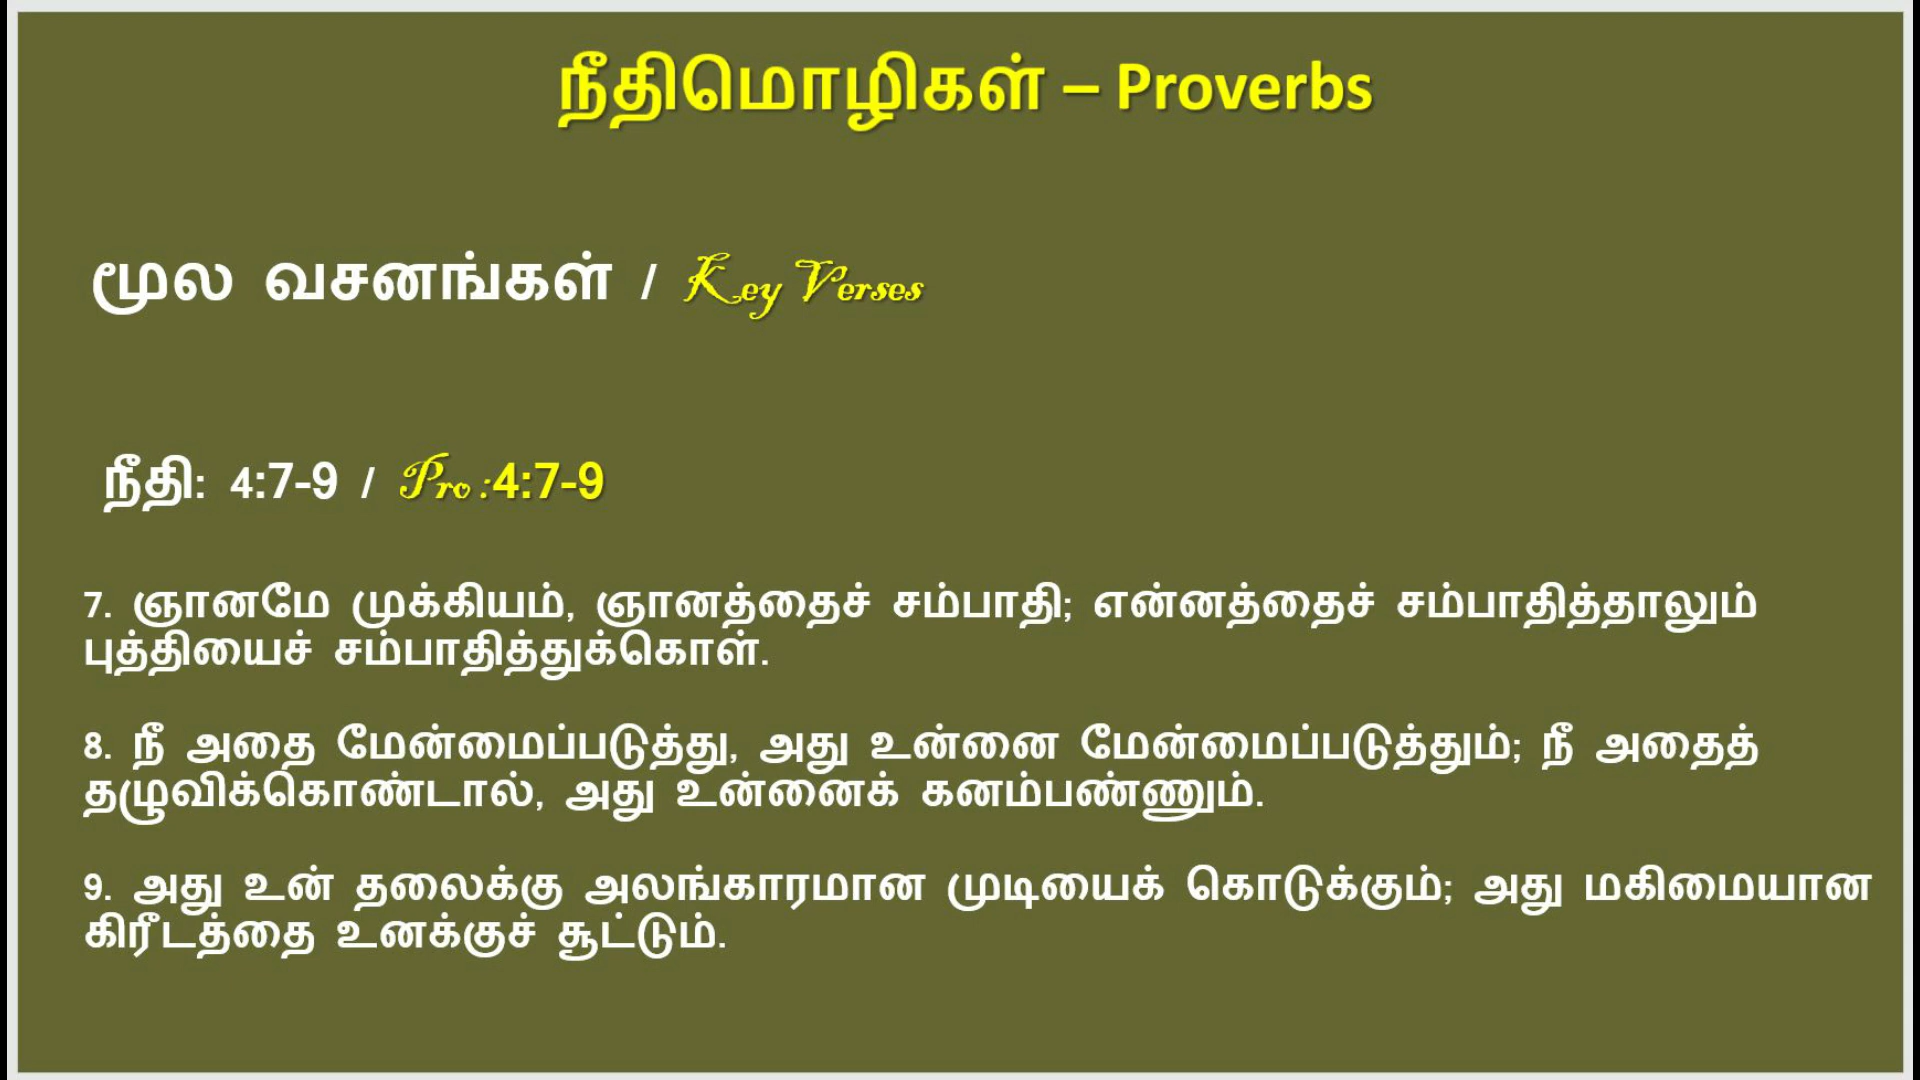 நீதிமொழிகள் – Proverbs
மூல வசனங்கள் / Key Verses
நீதி: 4:7-9 / Pro :4:7-9
7. ஞானமே முக்கியம், ஞானத்தைச் சம்பாதி; என்னத்தைச் சம்பாதித்தாலும்
புத்தியைச் சம்பாதித்துக்கொள்.
8. நீ அதை மேன்மைப்படுத்து, அது உன்னை மேன்மைப்படுத்தும்; நீ அதைத்
தழுவிக்கொண்டால், அது உன்னைக் கனம்பண்ணும்.
9. அது உன் தலைக்கு அலங்காரமான முடியைக் கொடுக்கும்; அது மகிமையான
கிரீடத்தை உனக்குச் சூட்டும்.